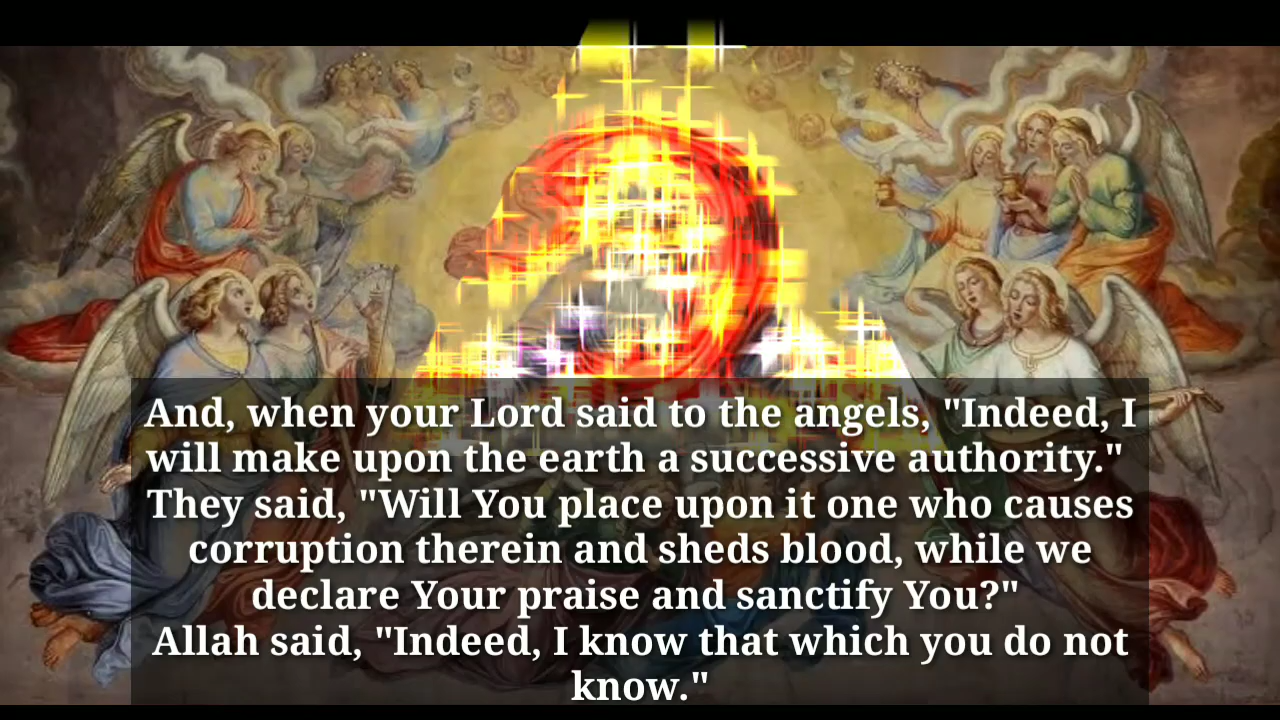 And, when your Lord said to the angels, "Indeed, I
will make upon the earth a successive authority."
They said, "Will You place upon it one who causes
corruption therein and sheds blood, while we
declare Your praise and sanctify You?"
Allah said, "Indeed, I know that which you do not
know."